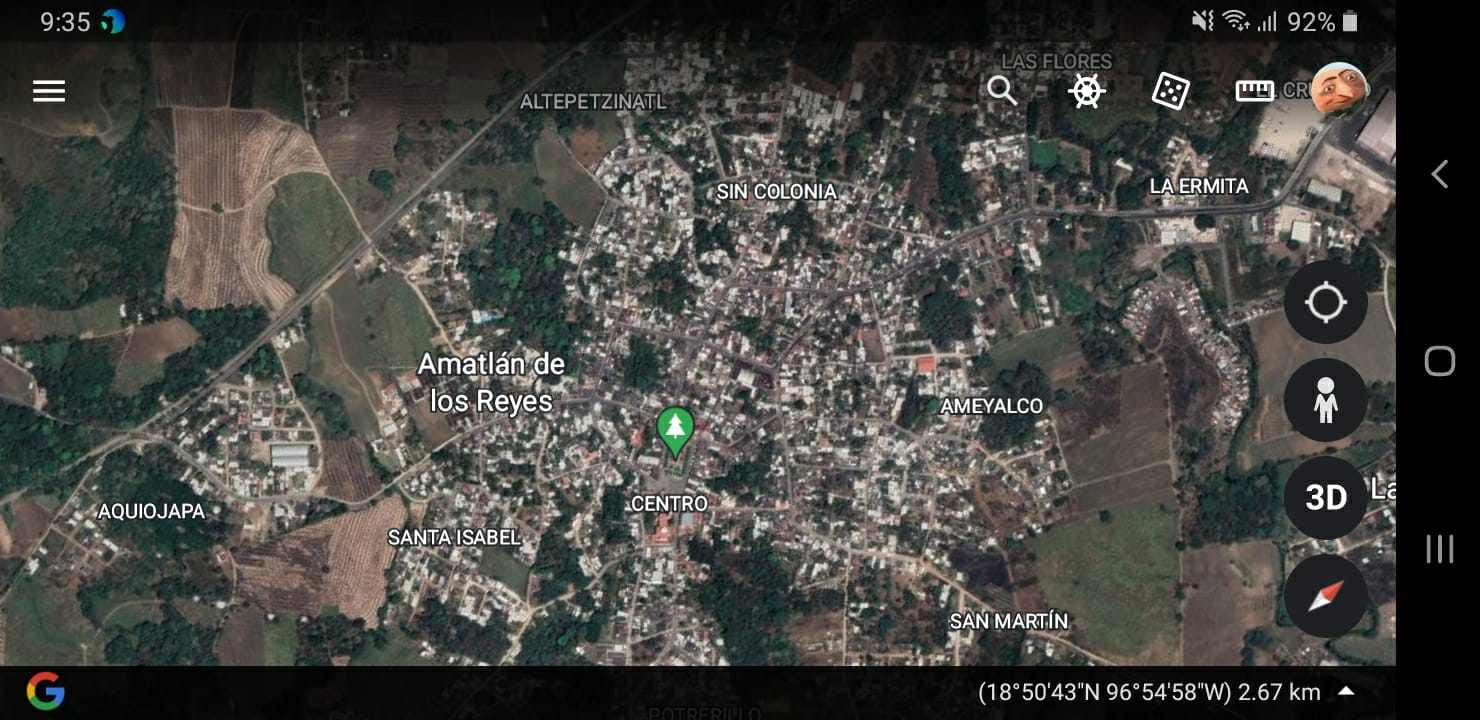 9:35
92%
LAS FLORES
ALTEPETZINATL
SIN COLONIA
LA ERMITA
Amatlán de
los Reyes
AMEYALCO
3D
CENTRO
AQUIOJAPA
SANTA ISABEL
SAN MARTÍN
(18°50'43"N 96°54'58"W) 2.67 km
POTRERILLO